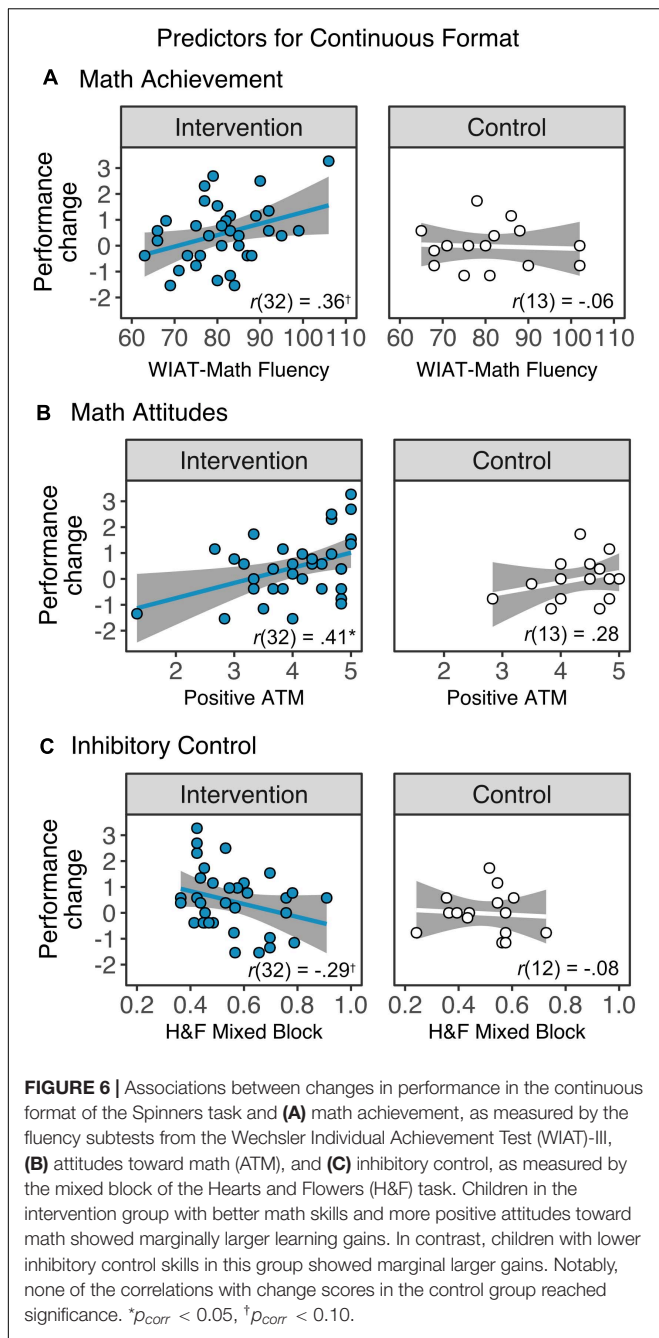 Predictors for Continuous Format
A Math Achievement
Intervention Control
Performance change
3
2
1
0
-1
-2
r(32) = .36† r(13) = -.06
60 70 80 90 100 110 60 70 80 90 100 110
WIAT-Math Fluency WIAT-Math Fluency
B Math Attitudes
Intervention Control
Performance change
3
2
1
0
-1
-2
r(32) = .41* r(13) = .28
2 3 4 5 2 3 4 5
Positive ATM Positive ATM
C Inhibitory Control
Intervention Control
Performance change
3
2
1
0
-1
-2
r(32) = -.29† r(12) = -.08
0.2 0.4 0.6 0.8 1.0 0.2 0.4 0.6 0.8 1.0
H&F Mixed Block H&F Mixed Block
FIGURE 6 | Associations between changes in performance in the continuous
format of the Spinners task and (A) math achievement, as measured by the
fluency subtests from the Wechsler Individual Achievement Test (WIAT)-III,
(B) attitudes toward math (ATM), and (C) inhibitory control, as measured by
the mixed block of the Hearts and Flowers (H&F) task. Children in the
intervention group with better math skills and more positive attitudes toward
math showed marginally larger learning gains. In contrast, children with lower
inhibitory control skills in this group showed marginal larger gains. Notably,
none of the correlations with change scores in the control group reached
significance. *pcorr < 0.05, †pcorr < 0.10.